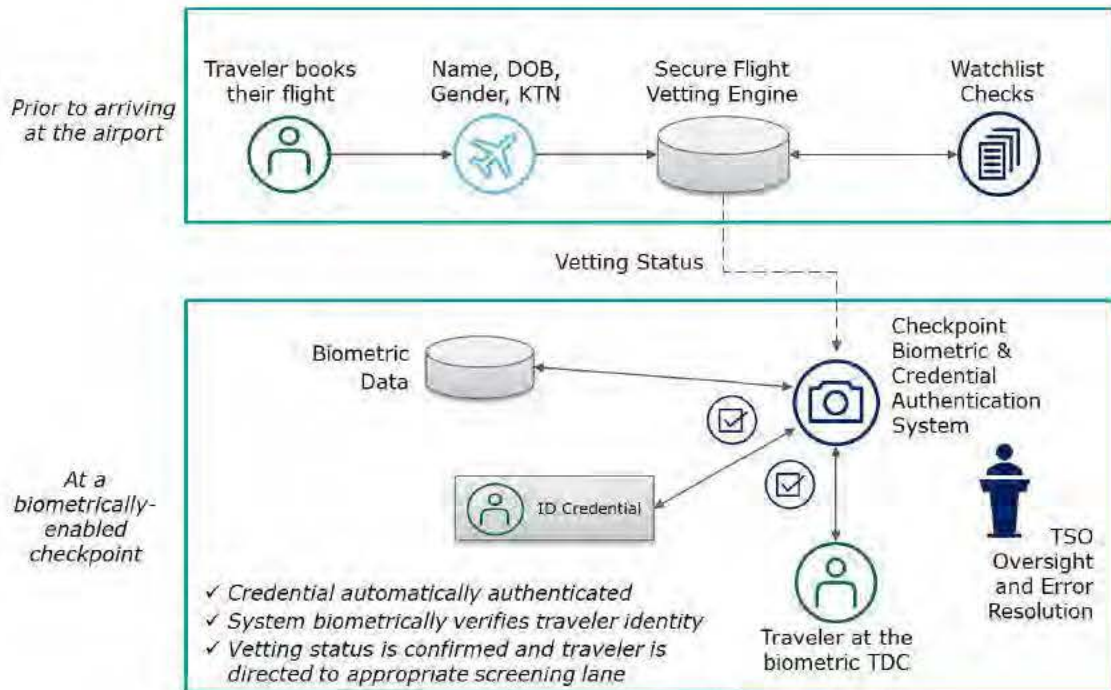 Prior to arriving
at the airport
Traveler books
their flight
Name, DOB,
Gender, KTN
Secure Flight
Vetting Engine
Watchlist
Checks
Vetting Status
At a
biometrically-
enabled
checkpoint
Biometric
Data
Checkpoint
Biometric &
Credential
Authentication
System
ID Credential
TSO
Oversight
and Error
Resolution
Traveler at the
biometric TDC
✓ Credential automatically authenticated
✓ System biometrically verifies traveler identity
✓ Vetting status is confirmed and traveler is
directed to appropriate screening lane